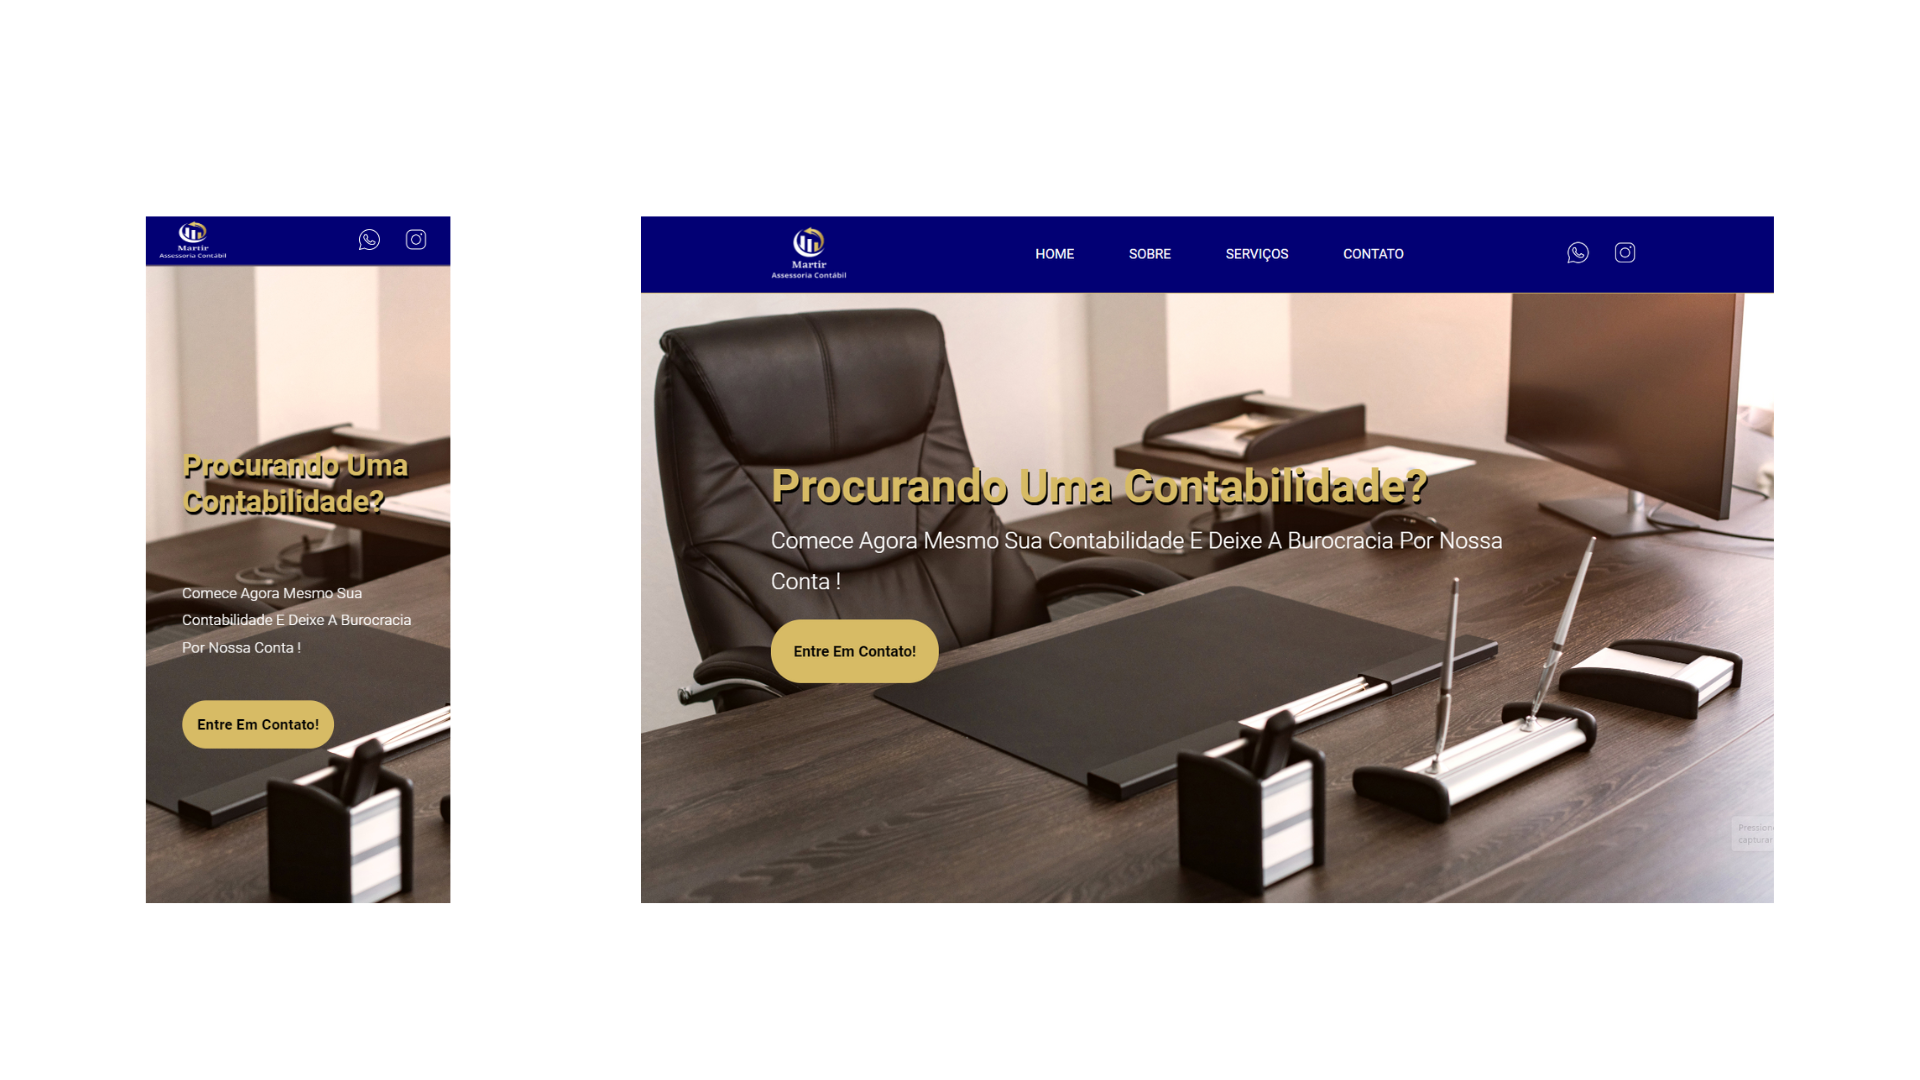 Martir
Assessoria Contábil
Procurando Uma
Contabilidade?
Comece Agora Mesmo Sua
Contabilidade E Deixe A Burocracia
Por Nossa Conta !
Entre Em Contato!
Martir
Assessoria Contábil
HOME SOBRE SERVIÇOS CONTATO
Procurando Uma Contabilidade?
Comece Agora Mesmo Sua Contabilidade E Deixe A Burocracia Por Nossa
Conta !
Entre Em Contato!
capturar